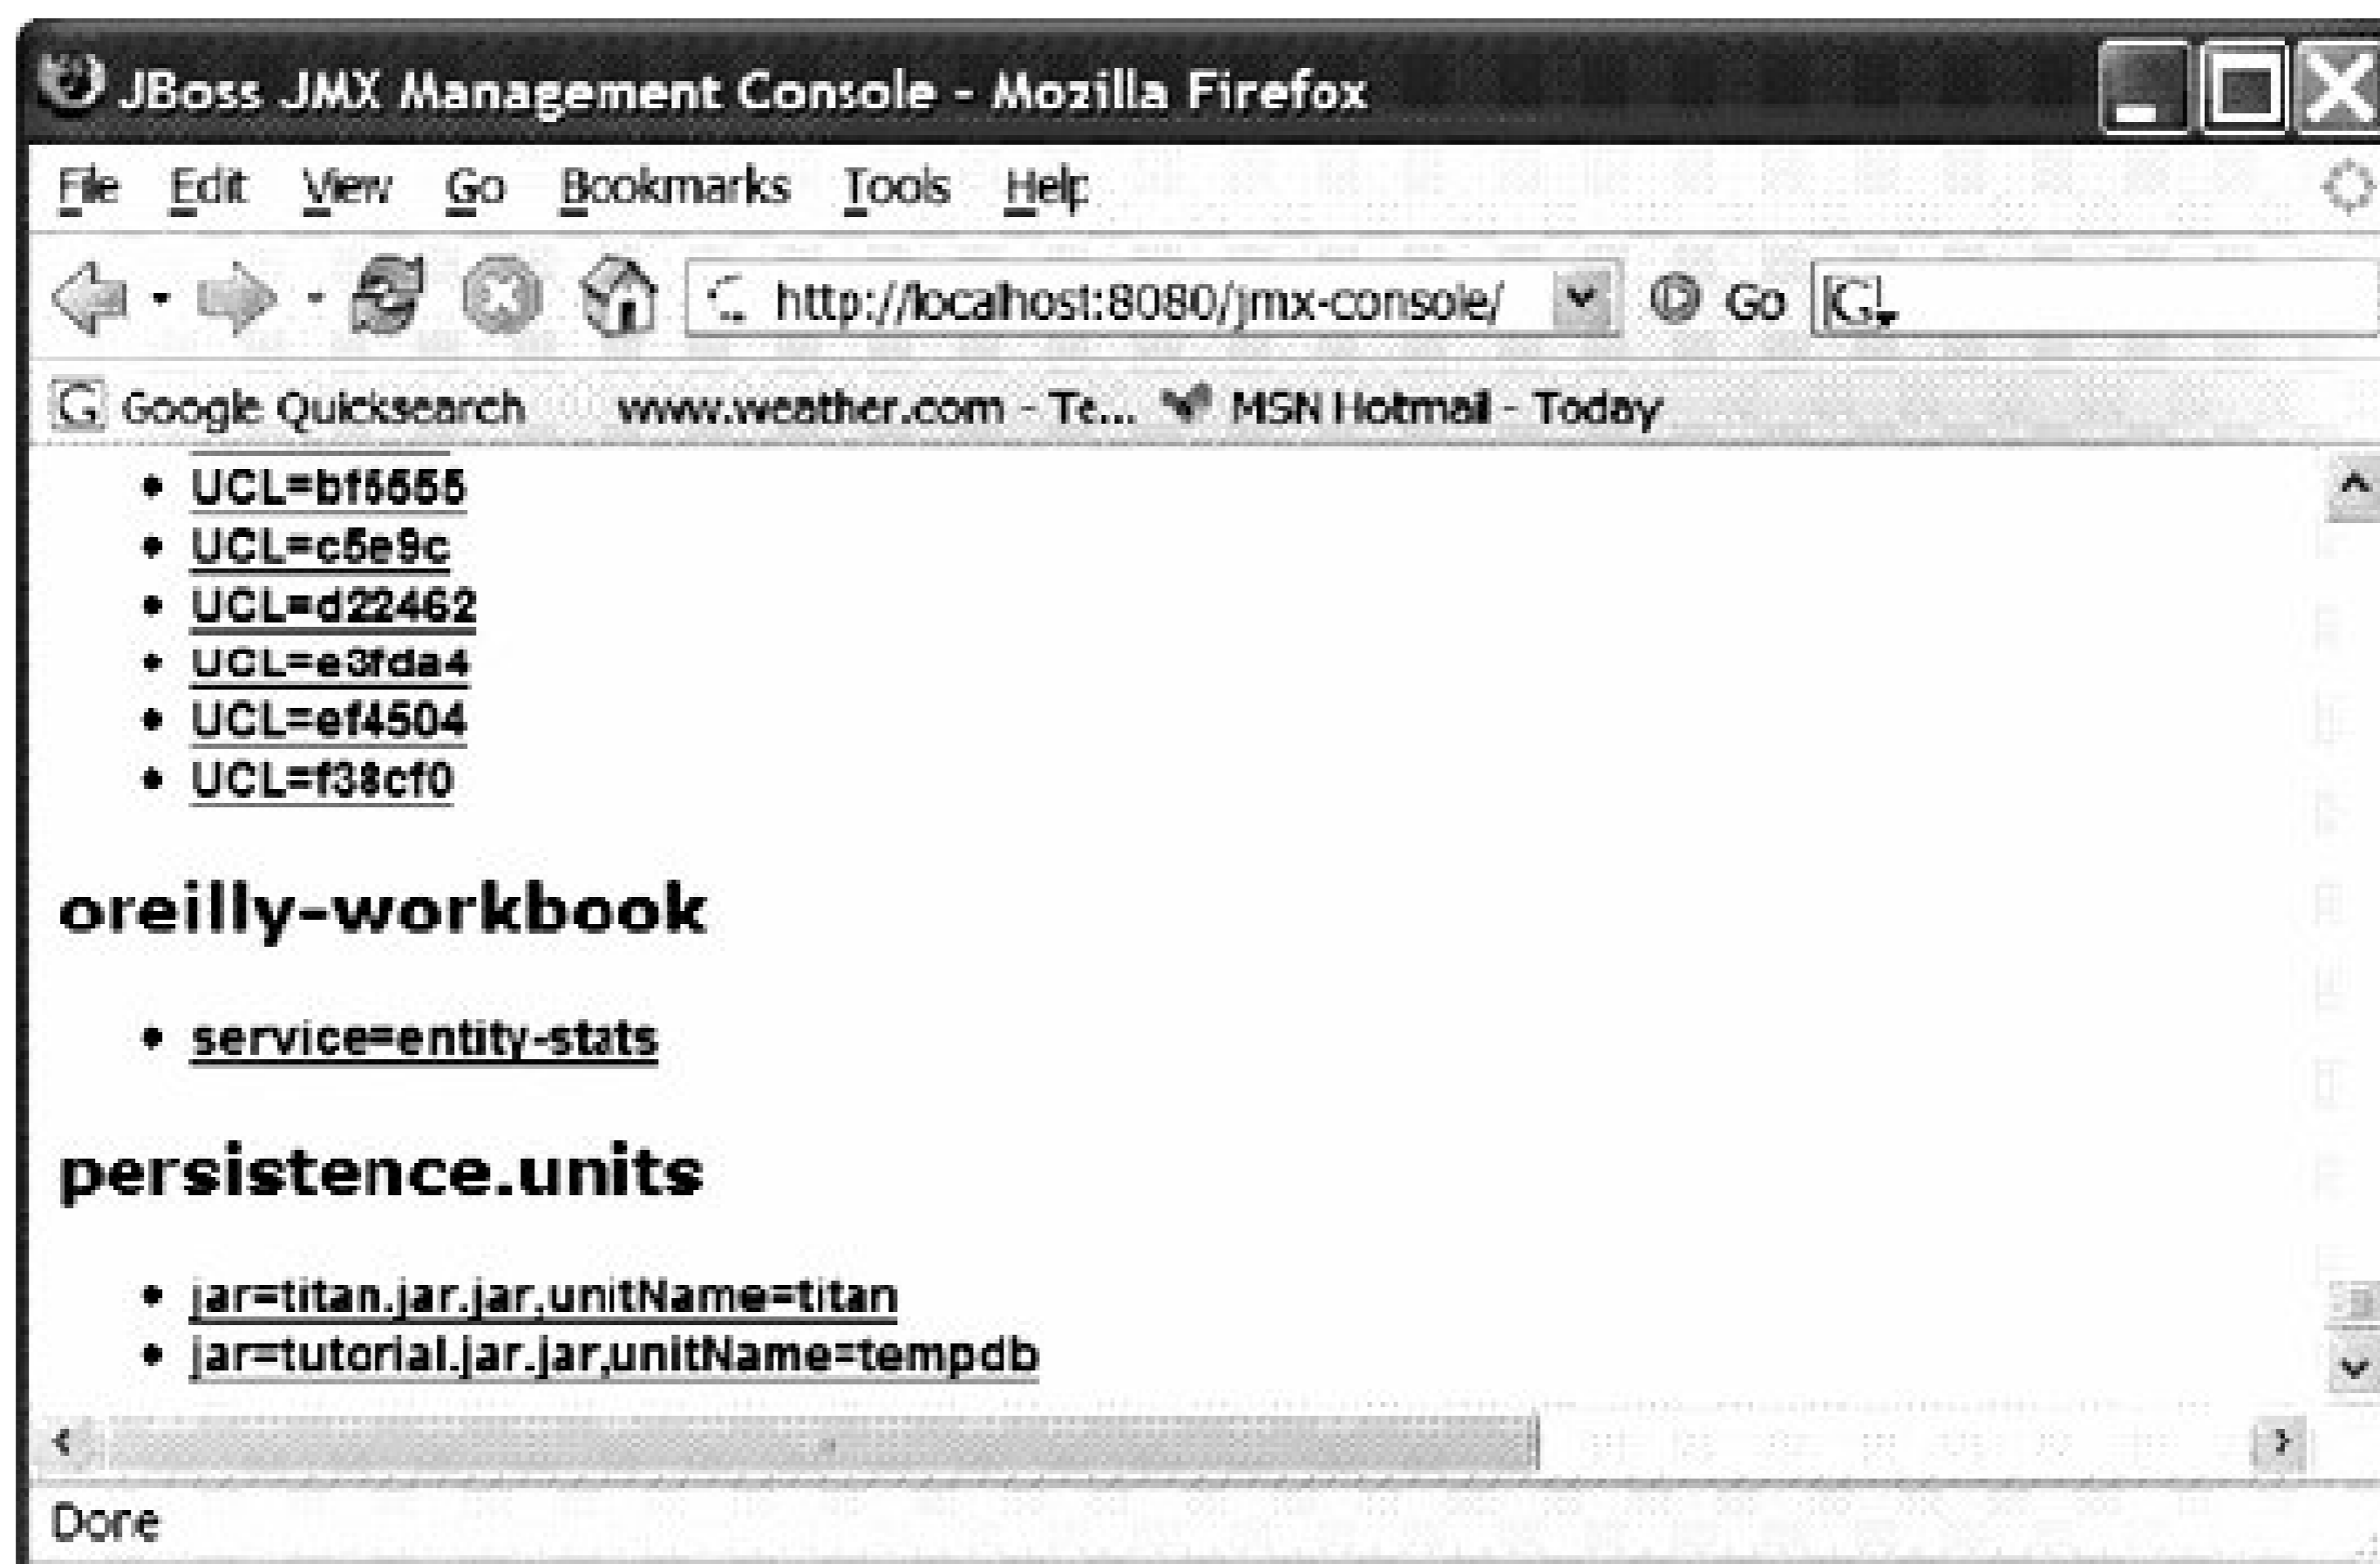 JBoss JMX Management Console - Mozilla Firefox
File Edit View Go Bookmarks Tools Help
http://localhost:8080/jmx-console/ Go G
G Google Quicksearch www.weather.com - Te... MSN Hotmail - Today
UCL=bf5555
UCL=c5e9c
UCL=d22462
UCL=e3fda4
UCL=ef4504
UCL=f38cf0
oreilly-workbook
service=entity-stats
persistence.units
jar=titan.jar.jar,unitName=titan
jar=tutorial.jar.jar,unitName=tempdb
Done